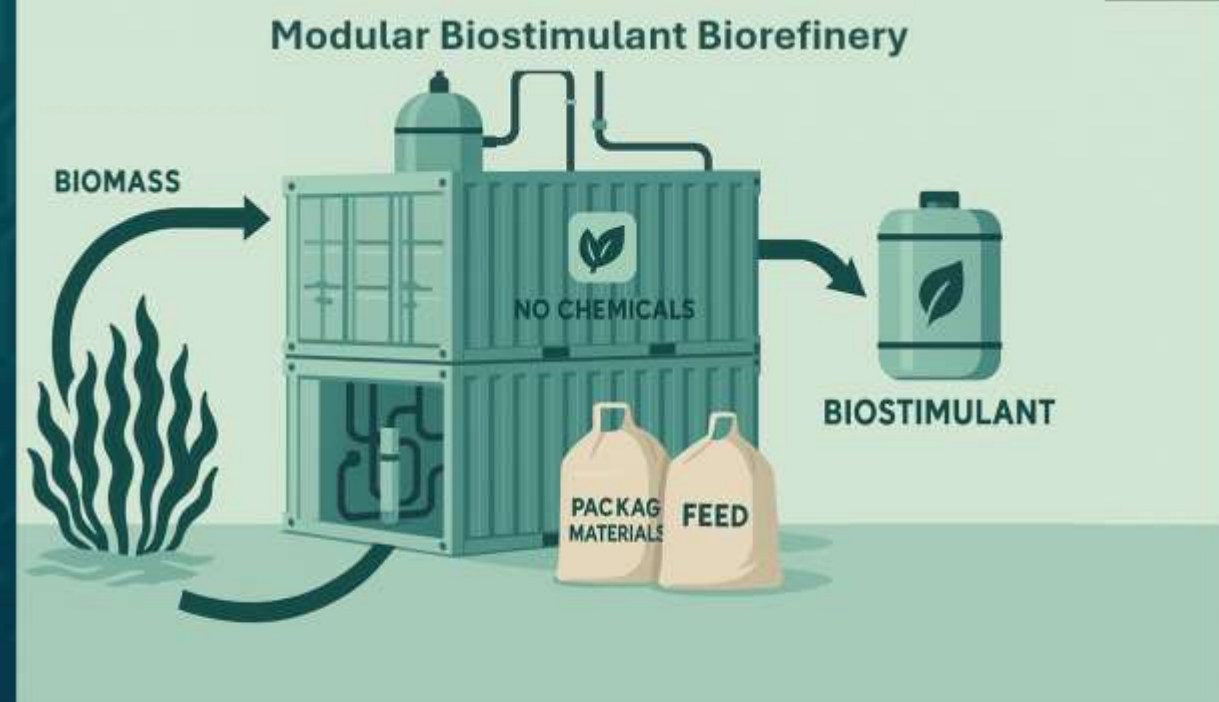 Modular Biostimulant Biorefinery
BIOMASS
NO CHEMICALS
BIOSTIMULANT
PACKAG
MATERIALS
FEED